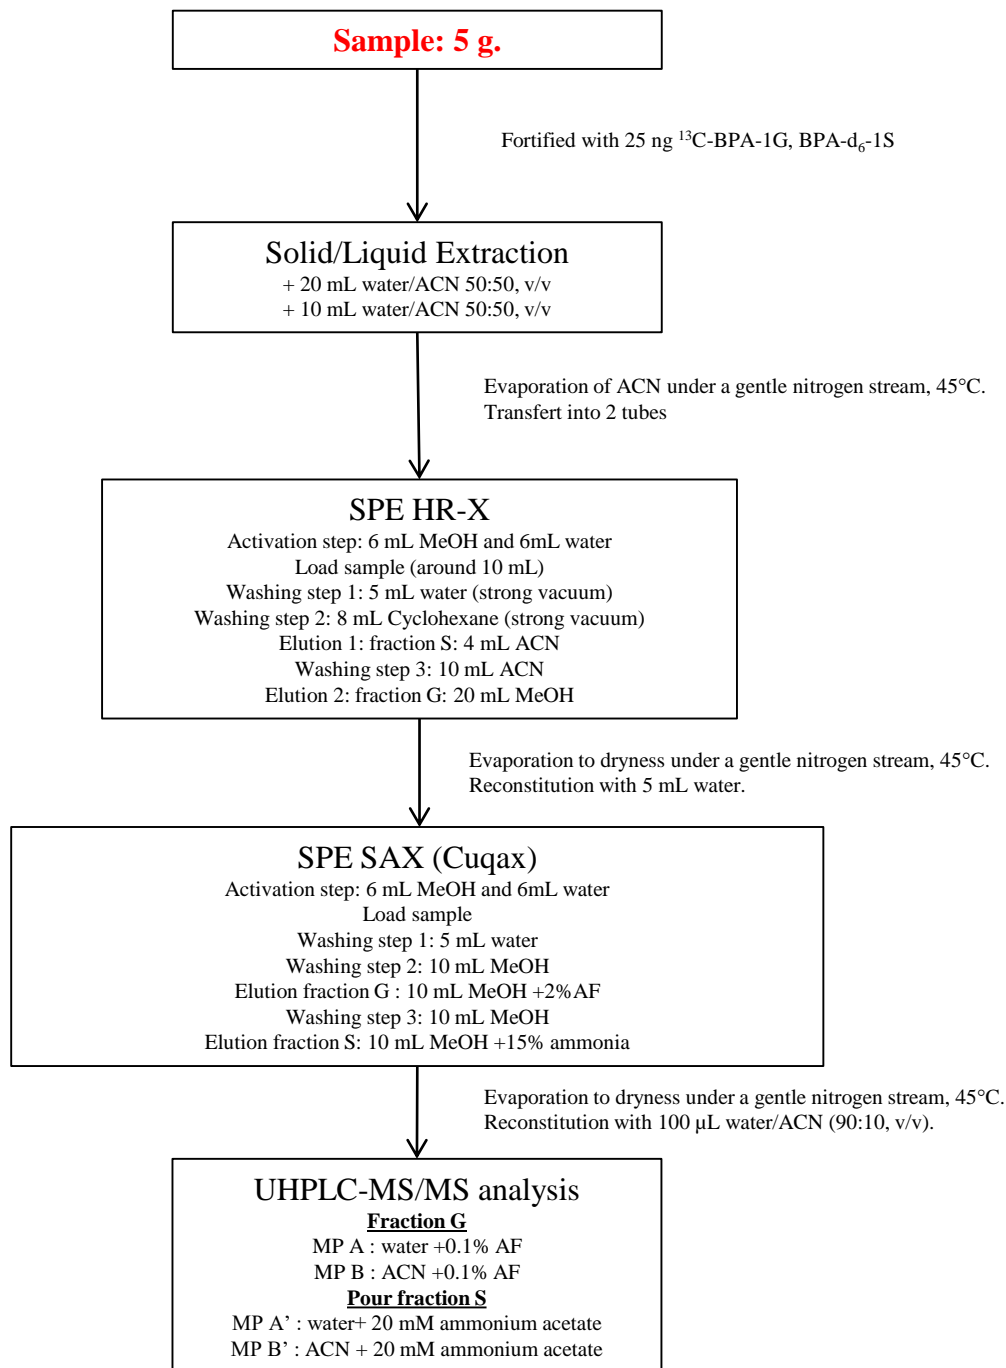 Sample: 5 g.
Fortified with 25 ng ¹³C-BPA-1G, BPA-d₆-1S
Solid/Liquid Extraction
+ 20 mL water/ACN 50:50, v/v
+ 10 mL water/ACN 50:50, v/v
Evaporation of ACN under a gentle nitrogen stream, 45°C.
Transfert into 2 tubes
SPE HR-X
Activation step: 6 mL MeOH and 6mL water
Load sample (around 10 mL)
Washing step 1: 5 mL water (strong vacuum)
Washing step 2: 8 mL Cyclohexane (strong vacuum)
Elution 1: fraction S: 4 mL ACN
Washing step 3: 10 mL ACN
Elution 2: fraction G: 20 mL MeOH
Evaporation to dryness under a gentle nitrogen stream, 45°C.
Reconstitution with 5 mL water.
SPE SAX (Cuqax)
Activation step: 6 mL MeOH and 6mL water
Load sample
Washing step 1: 5 mL water
Washing step 2: 10 mL MeOH
Elution fraction G : 10 mL MeOH +2%AF
Washing step 3: 10 mL MeOH
Elution fraction S: 10 mL MeOH +15% ammonia
Evaporation to dryness under a gentle nitrogen stream, 45°C.
Reconstitution with 100 µL water/ACN (90:10, v/v).
UHPLC-MS/MS analysis
Fraction G
MP A : water +0.1% AF
MP B : ACN +0.1% AF
Pour fraction S
MP A’ : water+ 20 mM ammonium acetate
MP B’ : ACN + 20 mM ammonium acetate